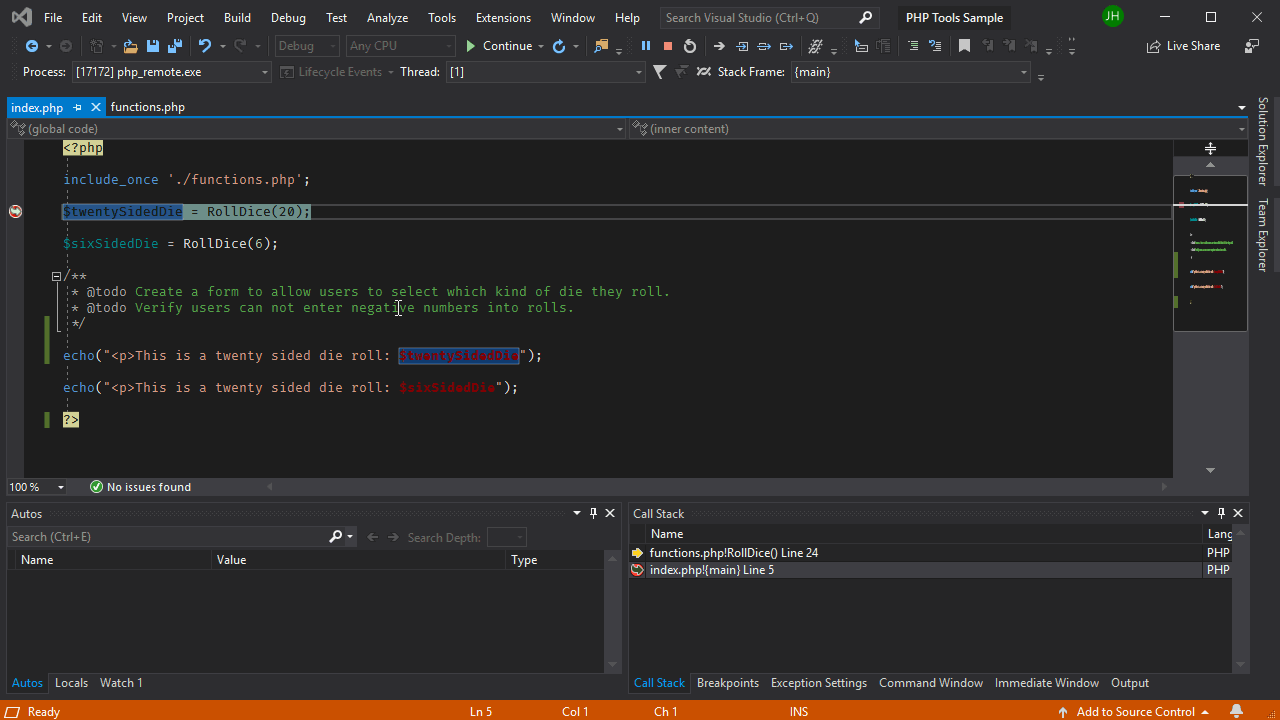 File Edit View Project Build Debug Test Analyze Tools Extensions Window Help Search Visual Studio (Ctrl+Q) PHP Tools Sample JH
Debug Any CPU Continue Live Share
Process: [17172] php_remote.exe Lifecycle Events Thread: [1] Stack Frame: {main}
index.php functions.php
(global code) (inner content)
<?php
include_once './functions.php';
$twentySidedDie = RollDice(20);
$sixSidedDie = RollDice(6);
/**
* @todo Create a form to allow users to select which kind of die they roll.
* @todo Verify users can not enter negative numbers into rolls.
*/
echo("<p>This is a twenty sided die roll: $twentySidedDie");
echo("<p>This is a twenty sided die roll: $sixSidedDie");
?>
Solution Explorer
Team Explorer
100 % No issues found
Autos
Search (Ctrl+E) Search Depth:
Name Value Type
Autos Locals Watch 1
Call Stack
Name Lang
functions.php!RollDice() Line 24 PHP
index.php!{main} Line 5 PHP
Call Stack Breakpoints Exception Settings Command Window Immediate Window Output
Ready Ln 5 Col 1 Ch 1 INS Add to Source Control